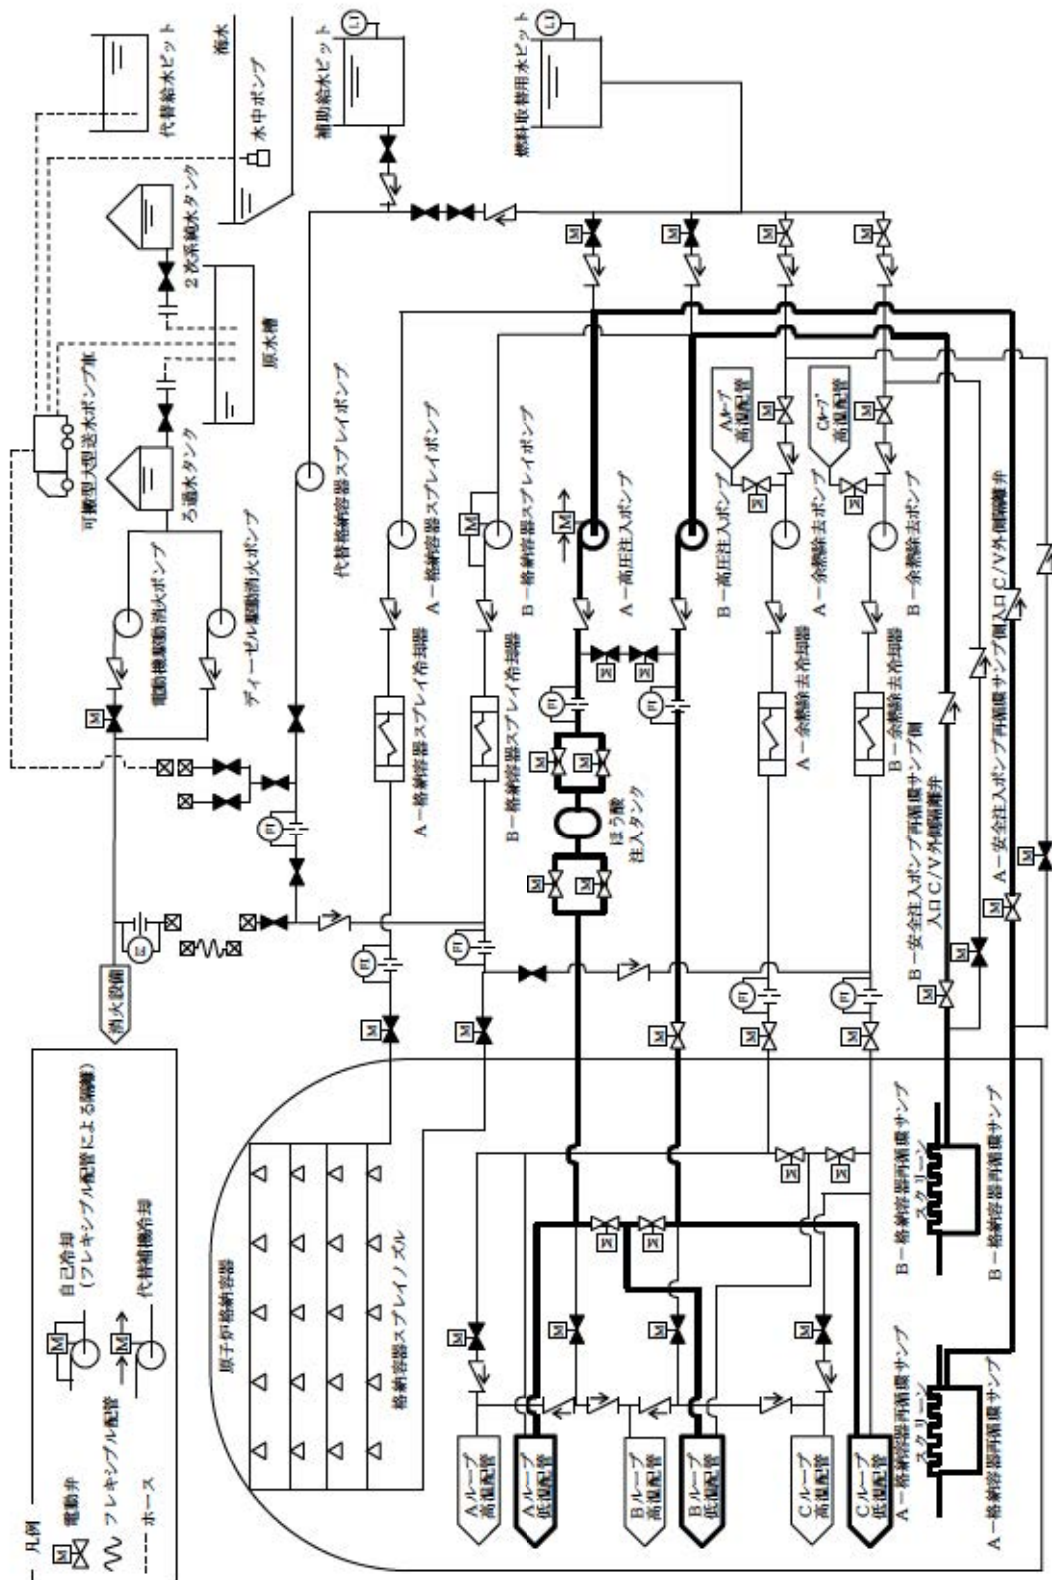 凡例
電動弁
フレキシブル配管
ホース
自己冷却
(フレキシブル配管による隔離)
代替補機冷却
消火設備
代替給水ピット
海水
水中ポンプ
2次系純水タンク
原水槽
可搬型大型送水ポンプ車
ろ過水タンク
電動機駆動消火ポンプ
ディーゼル駆動消火ポンプ
補助給水ピット
燃料取替用水ピット
代替格納容器スプレイポンプ
A-格納容器スプレイポンプ
B-格納容器スプレイポンプ
A-高圧注入ポンプ
B-高圧注入ポンプ
Aループ
高温配管
Cループ
高温配管
A-余熱除去ポンプ
B-余熱除去ポンプ
A-格納容器スプレイ冷却器
B-格納容器スプレイ冷却器
ほう酸
注入タンク
A-余熱除去冷却器
B-余熱除去冷却器
B-安全注入ポンプ再循環サンプ側
入口C/V外側隔離弁
A-安全注入ポンプ再循環サンプ側入口C/V外側隔離弁
原子炉格納容器
格納容器スプレイノズル
Aループ
高温配管
Aループ
低温配管
Bループ
高温配管
Bループ
低温配管
Cループ
高温配管
Cループ
低温配管
B-格納容器再循環サンプ
スクリーン
B-格納容器再循環サンプ
A-格納容器再循環サンプ
スクリーン
A-格納容器再循環サンプ